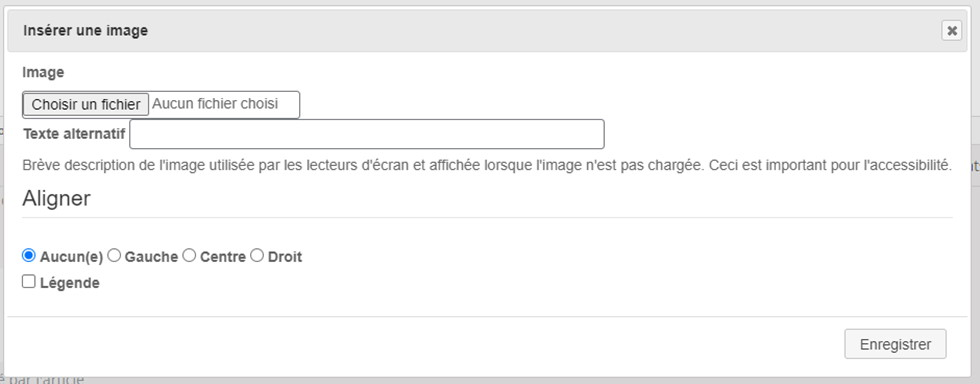 Insérer une image
Image
Choisir un fichier Aucun fichier choisi
Texte alternatif
Brève description de l'image utilisée par les lecteurs d'écran et affichée lorsque l'image n'est pas chargée. Ceci est important pour l'accessibilité.
Aligner
Aucun(e) Gauche Centre Droit
Légende
Enregistrer
par l'article